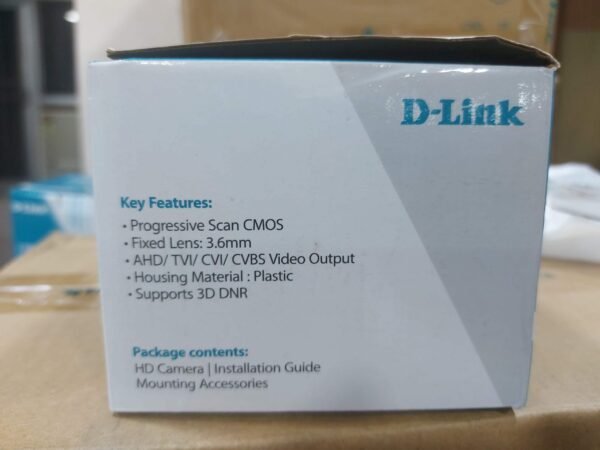 D-Link
Key Features:
• Progressive Scan CMOS
• Fixed Lens: 3.6mm
• AHD/ TVI/ CVI/ CVBS Video Output
• Housing Material : Plastic
• Supports 3D DNR
Package contents:
HD Camera | Installation Guide
Mounting Accessories